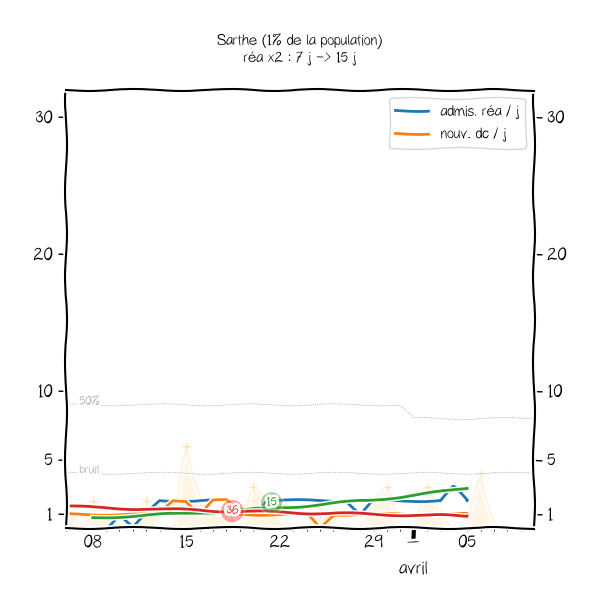 Sarthe (1% de la population)
réa x2 : 7 j -> 15 j
admis. réa / j
nouv. dc / j
30 30
20 20
10 10
50%
5 5
bruit
36 15
1 1
08 15 22 29 1 05
avril